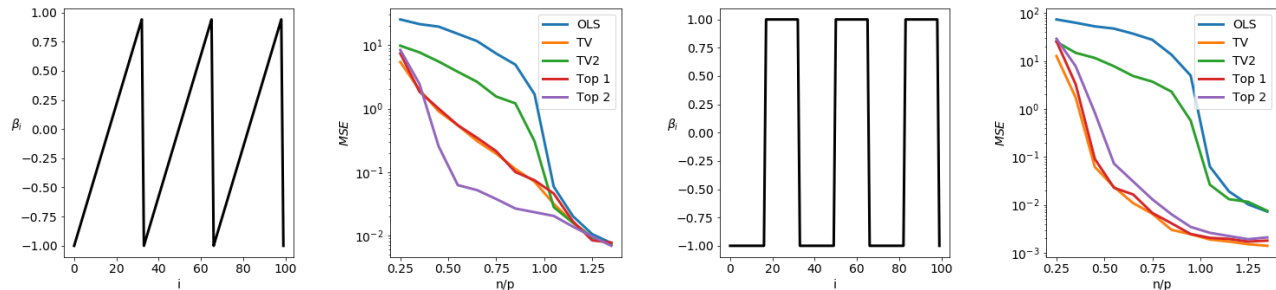 1.00
0.75
0.50
0.25
β_i 0.00
−0.25
−0.50
−0.75
−1.00
0 20 40 60 80 100
i
10^1
10^0
MSE
10^−1
10^−2
0.25 0.50 0.75 1.00 1.25
n/p
OLS
TV
TV2
Top 1
Top 2
1.00
0.75
0.50
0.25
β_i 0.00
−0.25
−0.50
−0.75
−1.00
0 20 40 60 80 100
i
10^2
10^1
10^0
MSE
10^−1
10^−2
10^−3
0.25 0.50 0.75 1.00 1.25
n/p
OLS
TV
TV2
Top 1
Top 2